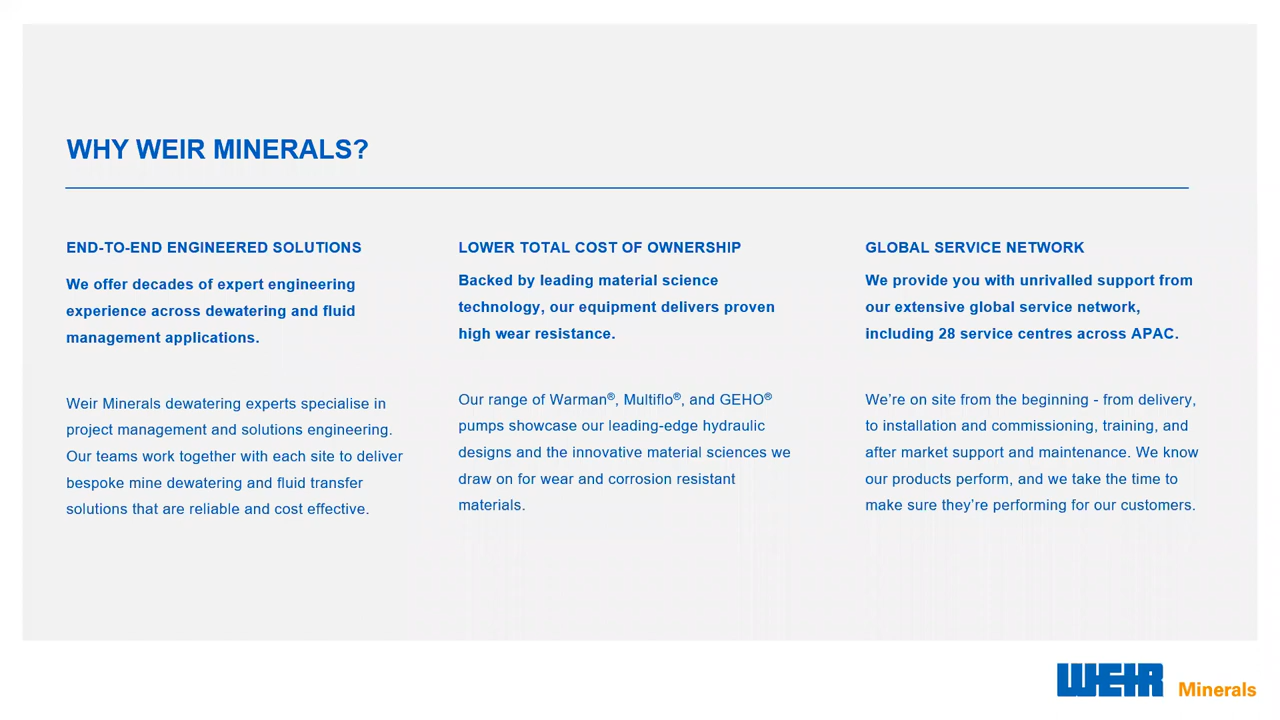 WHY WEIR MINERALS?
END-TO-END ENGINEERED SOLUTIONS
We offer decades of expert engineering
experience across dewatering and fluid
management applications.
Weir Minerals dewatering experts specialise in
project management and solutions engineering.
Our teams work together with each site to deliver
bespoke mine dewatering and fluid transfer
solutions that are reliable and cost effective.
LOWER TOTAL COST OF OWNERSHIP
Backed by leading material science
technology, our equipment delivers proven
high wear resistance.
Our range of Warman®, Multiflo®, and GEHO®
pumps showcase our leading-edge hydraulic
designs and the innovative material sciences we
draw on for wear and corrosion resistant
materials.
GLOBAL SERVICE NETWORK
We provide you with unrivalled support from
our extensive global service network,
including 28 service centres across APAC.
We’re on site from the beginning - from delivery,
to installation and commissioning, training, and
after market support and maintenance. We know
our products perform, and we take the time to
make sure they’re performing for our customers.
WEIR Minerals